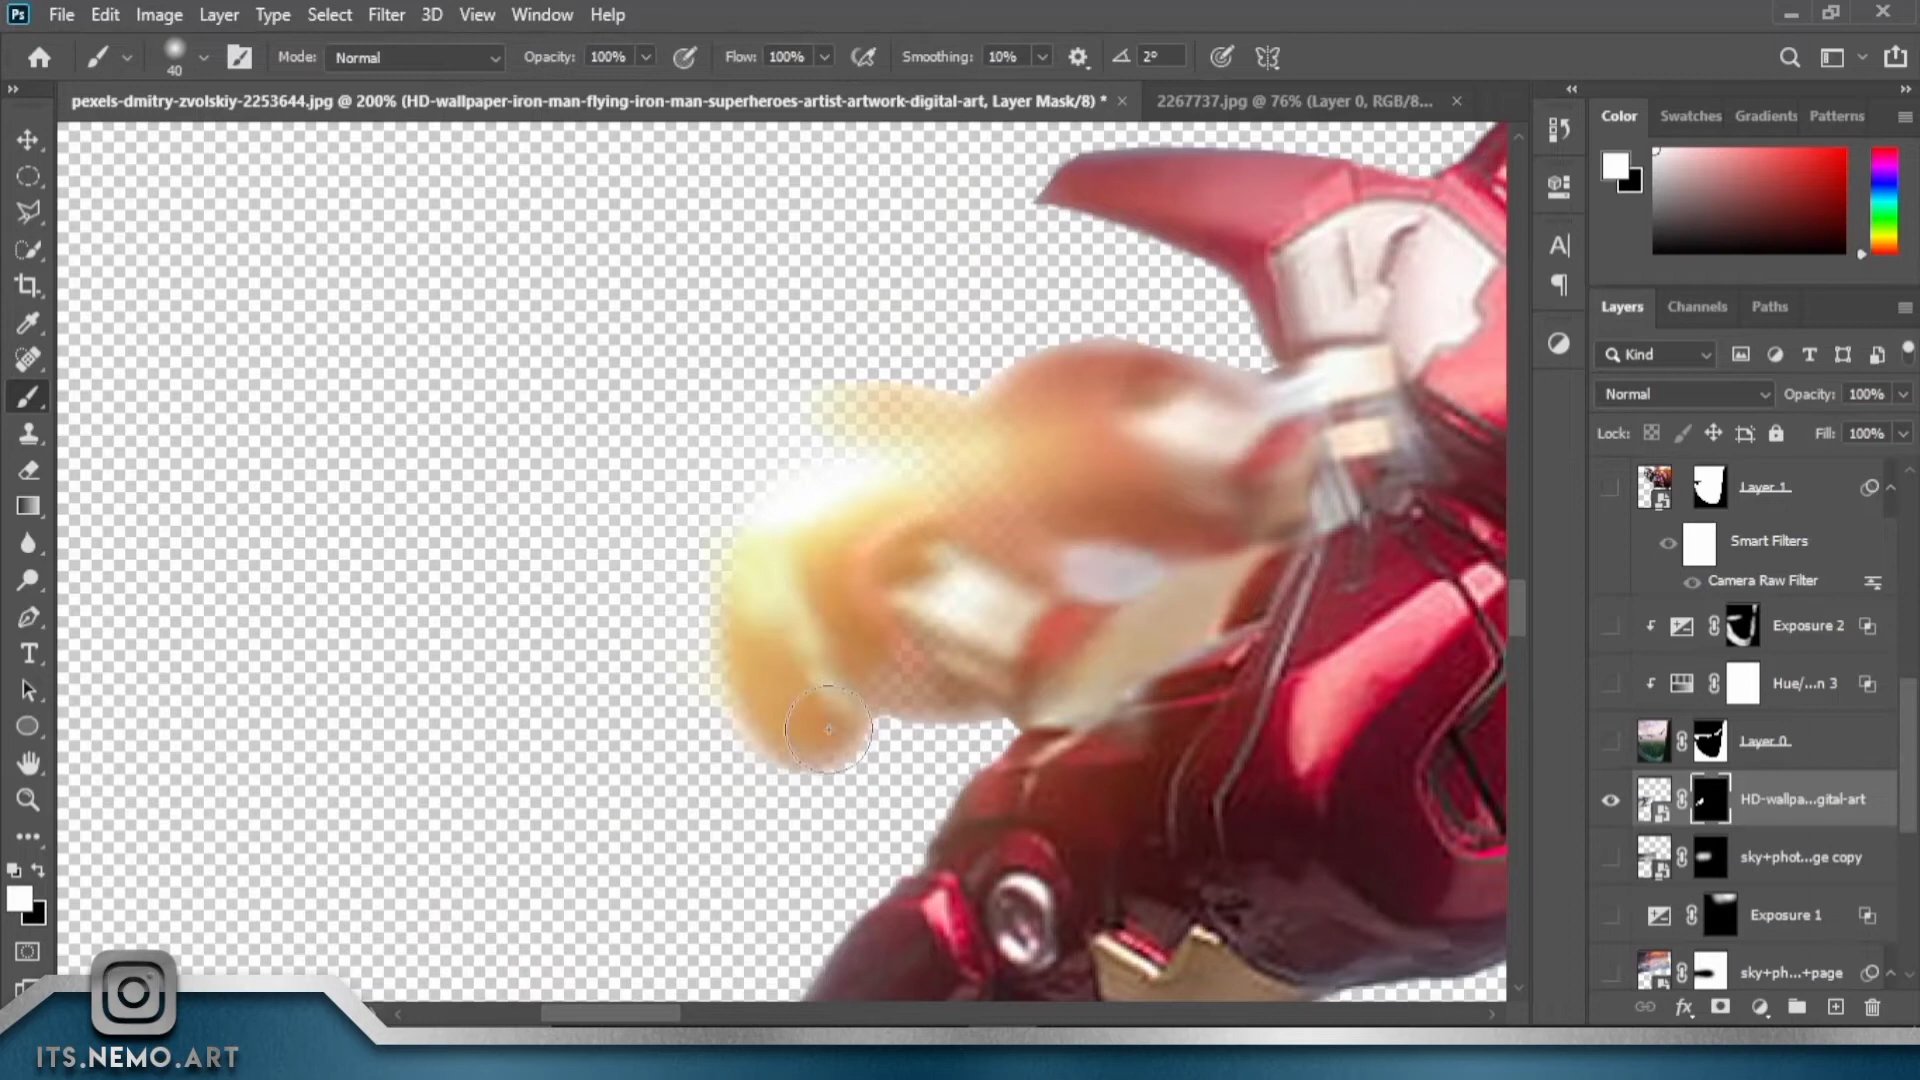 Ps File Edit Image Layer Type Select Filter 3D View Window Help
40 Mode: Normal Opacity: 100% Flow: 100% Smoothing: 10% 2°
pexels-dmitry-zvolskiy-2253644.jpg @ 200% (HD-wallpaper-iron-man-flying-iron-man-superheroes-artist-artwork-digital-art, Layer Mask/8) *
2267737.jpg @ 76% (Layer 0, RGB/8...
Color Swatches Gradients Patterns
Layers Channels Paths
Kind
Normal Opacity: 100%
Lock: Fill: 100%
Layer 1
Smart Filters
Camera Raw Filter
Exposure 2
Hue/...n 3
Layer 0
HD-wallpa...gital-art
sky+phot...ge copy
Exposure 1
sky+ph...+page
fx
ITS.NEMO.ART